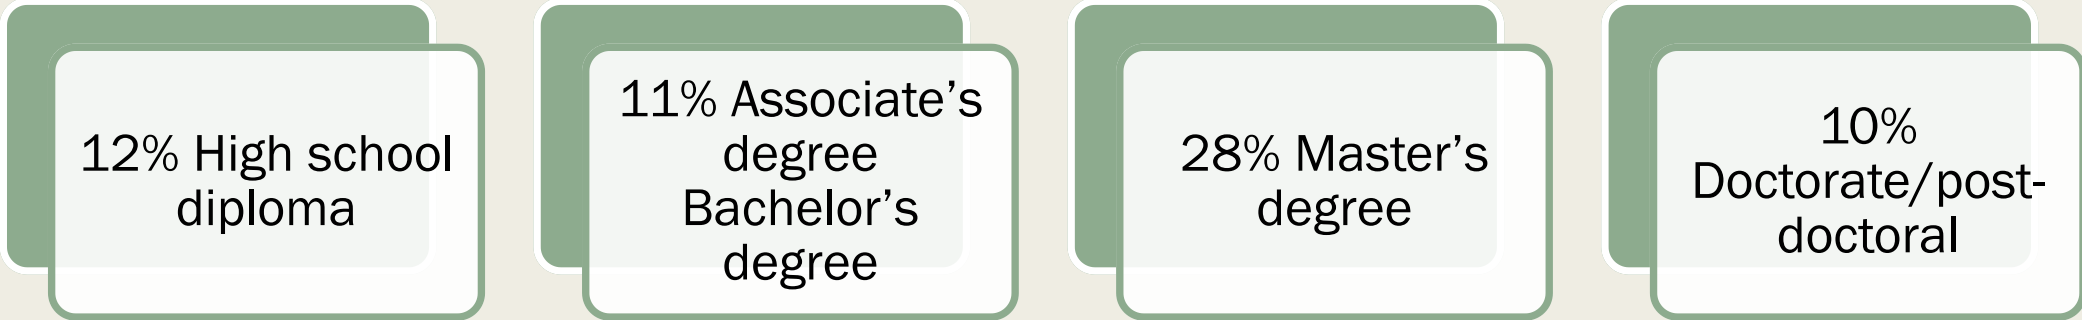 12% High school
diploma
11% Associate’s
degree
Bachelor’s
degree
28% Master’s
degree
10%
Doctorate/post-
doctoral